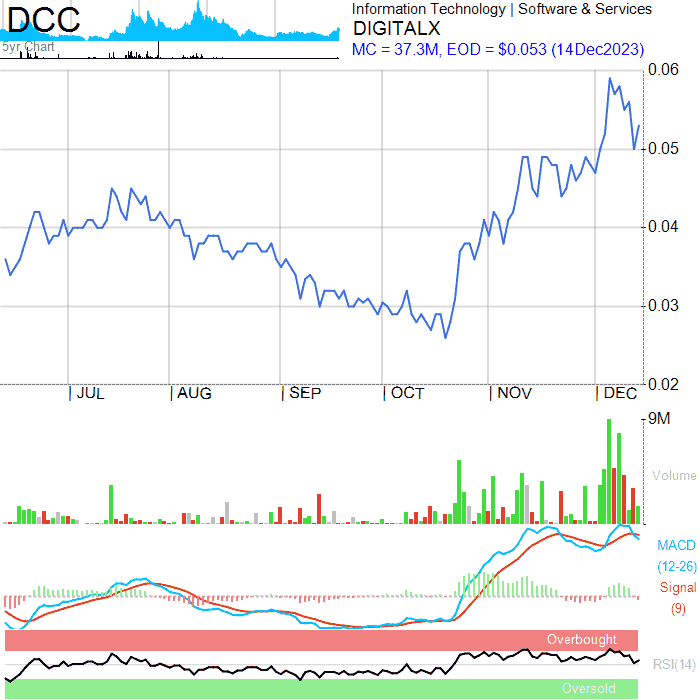 DCC
5yr Chart
Information Technology | Software & Services
DIGITALX
MC = 37.3M, EOD = $0.053 (14Dec2023)
0.06
0.05
0.04
0.03
0.02
| JUL | AUG | SEP | OCT | NOV | DEC
9M
Volume
MACD
(12-26)
Signal
(9)
Overbought
RSI(14)
Oversold